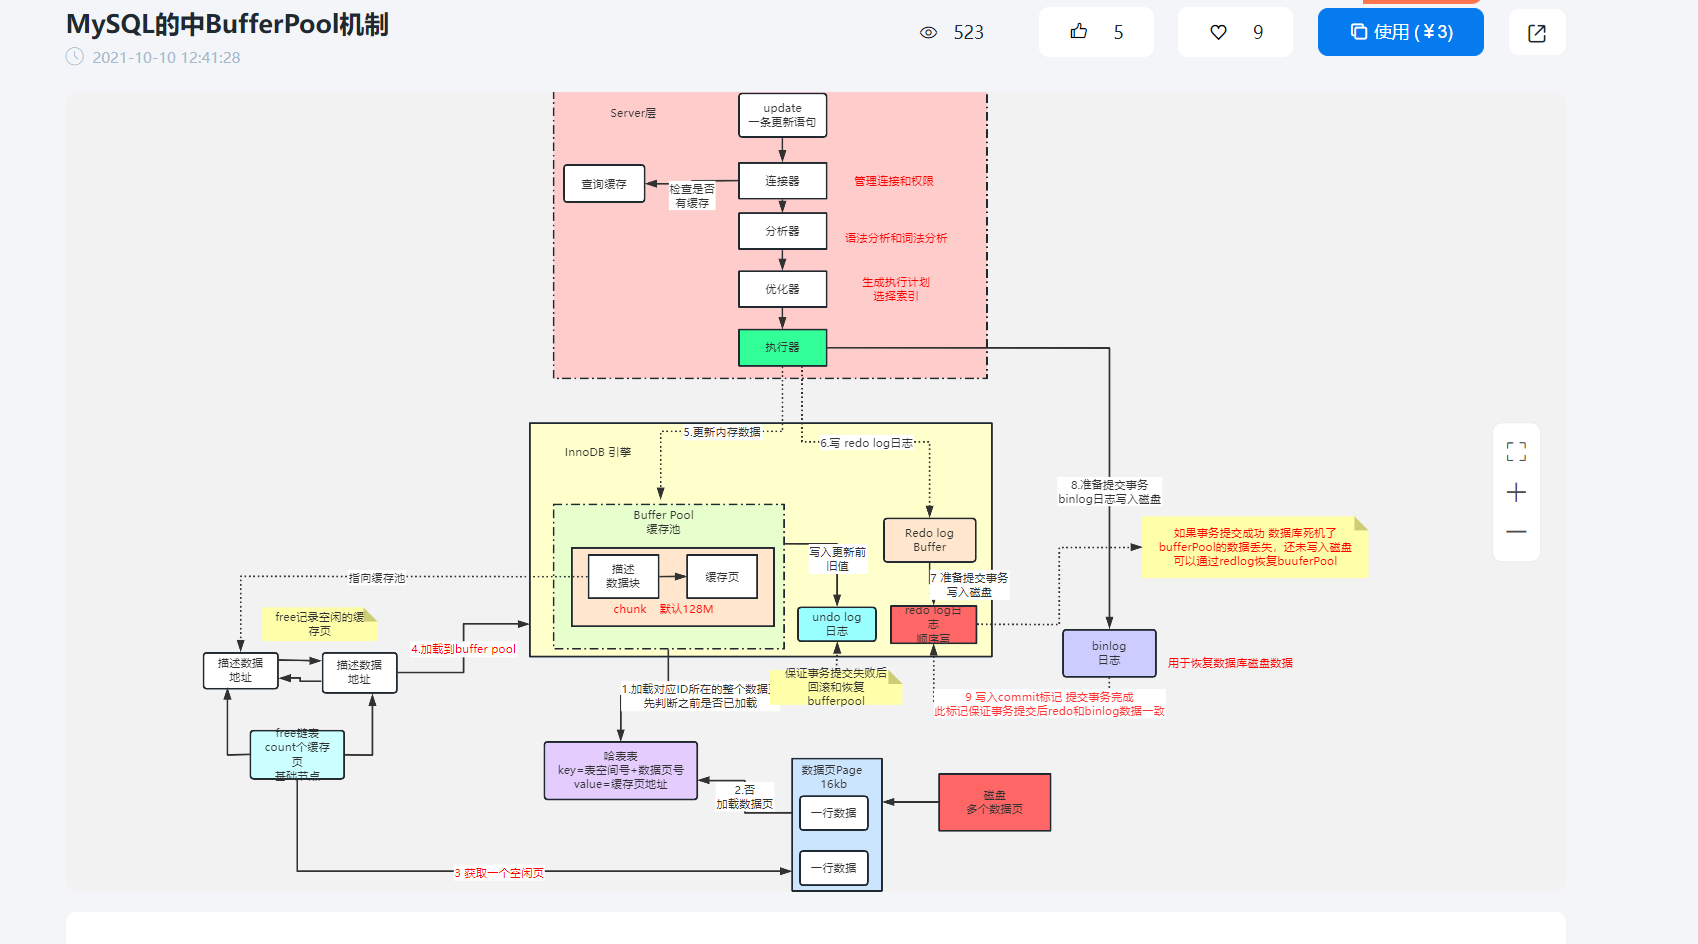 MySQL的中BufferPool机制
2021-10-10 12:41:28
523
5
9
使用 (¥3)
Server层
update
一条更新语句
查询缓存
检查是否
有缓存
连接器
管理连接和权限
分析器
语法分析和词法分析
优化器
生成执行计划
选择索引
执行器
5.更新内存数据
6.写 redo log日志
InnoDB 引擎
8.准备提交事务
binlog日志写入磁盘
Buffer Pool
缓存池
Redo log
Buffer
如果事务提交成功 数据库死机了
bufferPool的数据丢失，还未写入磁盘
可以通过redlog恢复buuferPool
写入更新前
旧值
描述
数据块
缓存页
指向缓存池
7 准备提交事务
写入磁盘
chunk 默认128M
free记录空闲的缓
存页
undo log
日志
redo log日
志
顺序写
4.加载到buffer pool
binlog
日志
用于恢复数据库磁盘数据
描述数据
地址
描述数据
地址
保证事务提交失败后
回滚和恢复
bufferpool
1.加载对应ID所在的整个数据
先判断之前是否已加载
9 写入commit标记 提交事务完成
此标记保证事务提交后redo和binlog数据一致
free链表
count个缓存
页
基础节点
哈表表
key=表空间号+数据页号
value=缓存页地址
数据页Page
16kb
2.否
加载数据页
一行数据
磁盘
多个数据页
一行数据
3 获取一个空闲页